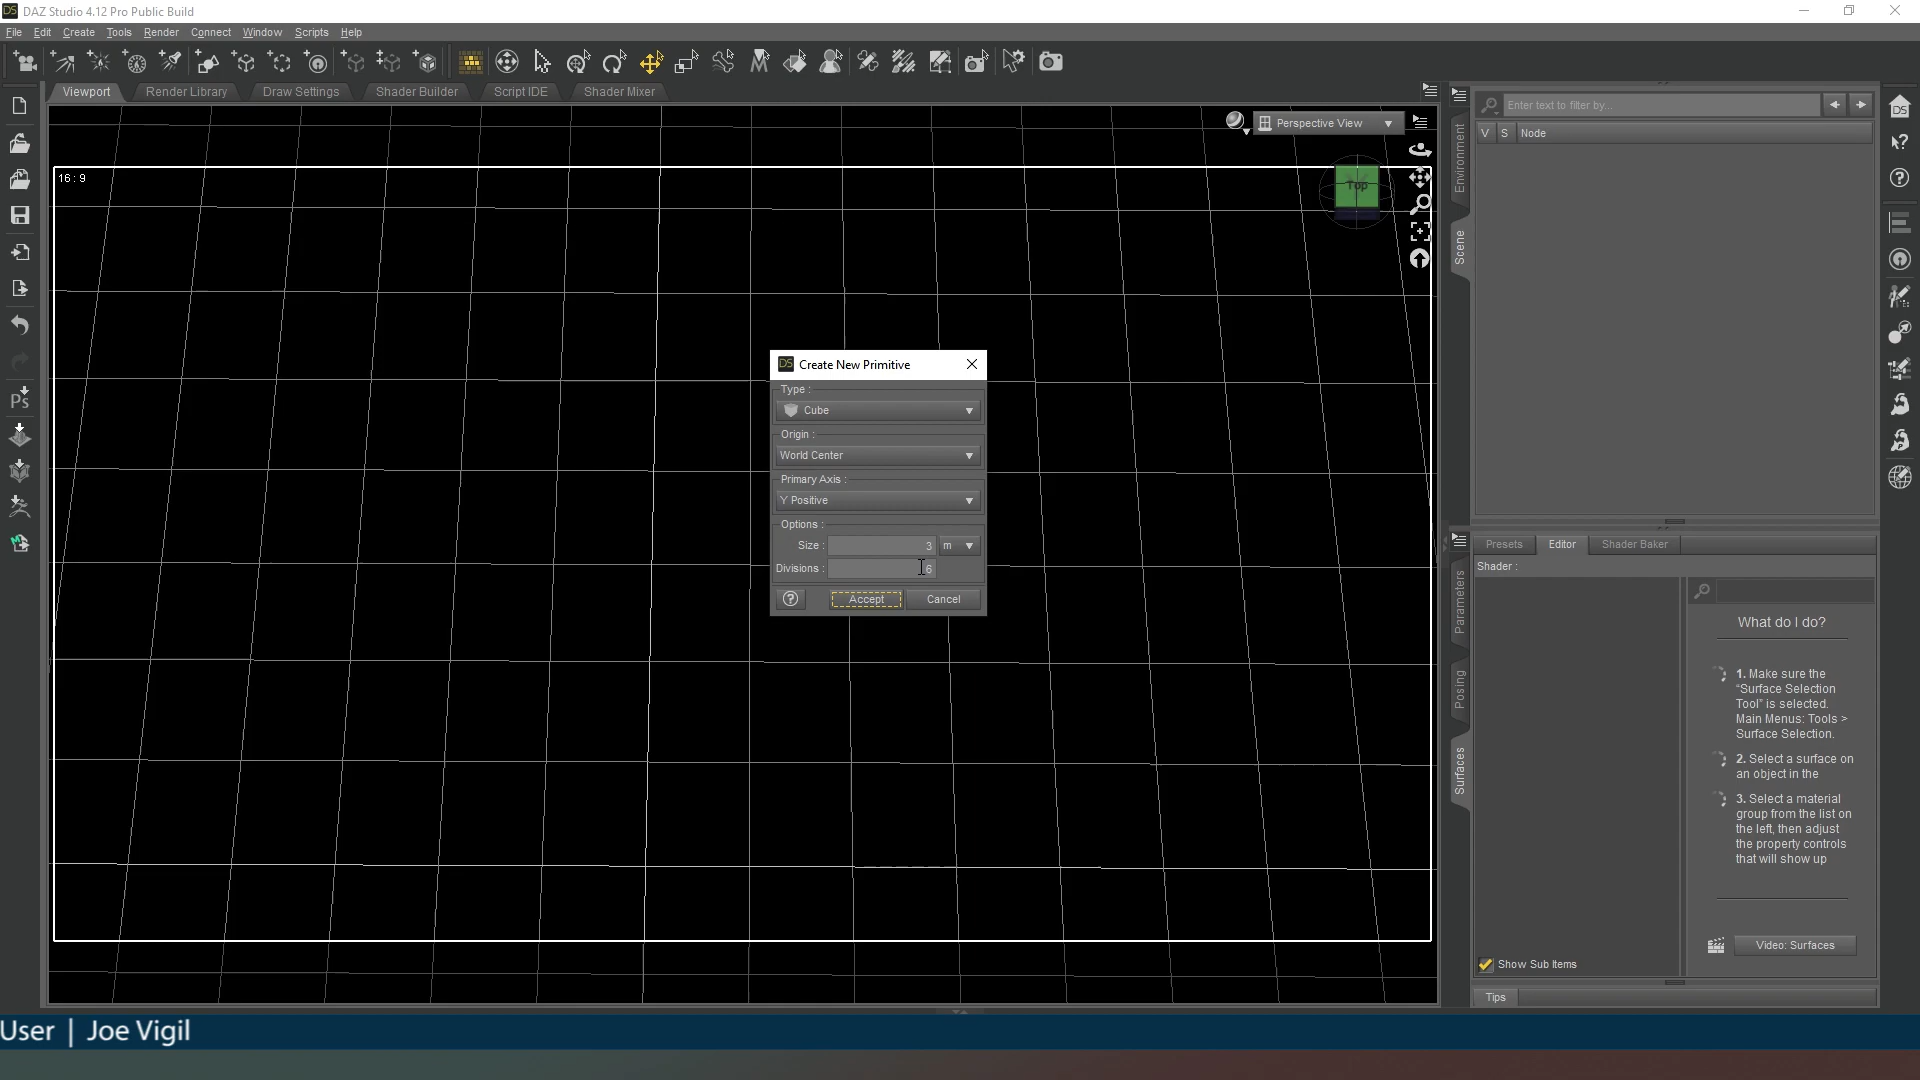 DAZ Studio 4.12 Pro Public Build
File Edit Create Tools Render Connect Window Scripts Help
Viewport Render Library Draw Settings Shader Builder Script IDE Shader Mixer
Enter text to filter by...
Perspective View
V S Node
16 : 9
Top
Environment
Scene
DS Create New Primitive
Type :
Cube
Origin :
World Center
Primary Axis :
Y Positive
Options :
Size : 3 m
Divisions : 6
Accept Cancel
Presets Editor Shader Baker
Shader :
Parameters
Posing
Surfaces
What do I do?
1. Make sure the
"Surface Selection
Tool" is selected.
Main Menus: Tools >
Surface Selection.
2. Select a surface on
an object in the
3. Select a material
group from the list on
the left, then adjust
the property controls
that will show up
Video: Surfaces
Show Sub Items
Tips
User | Joe Vigil